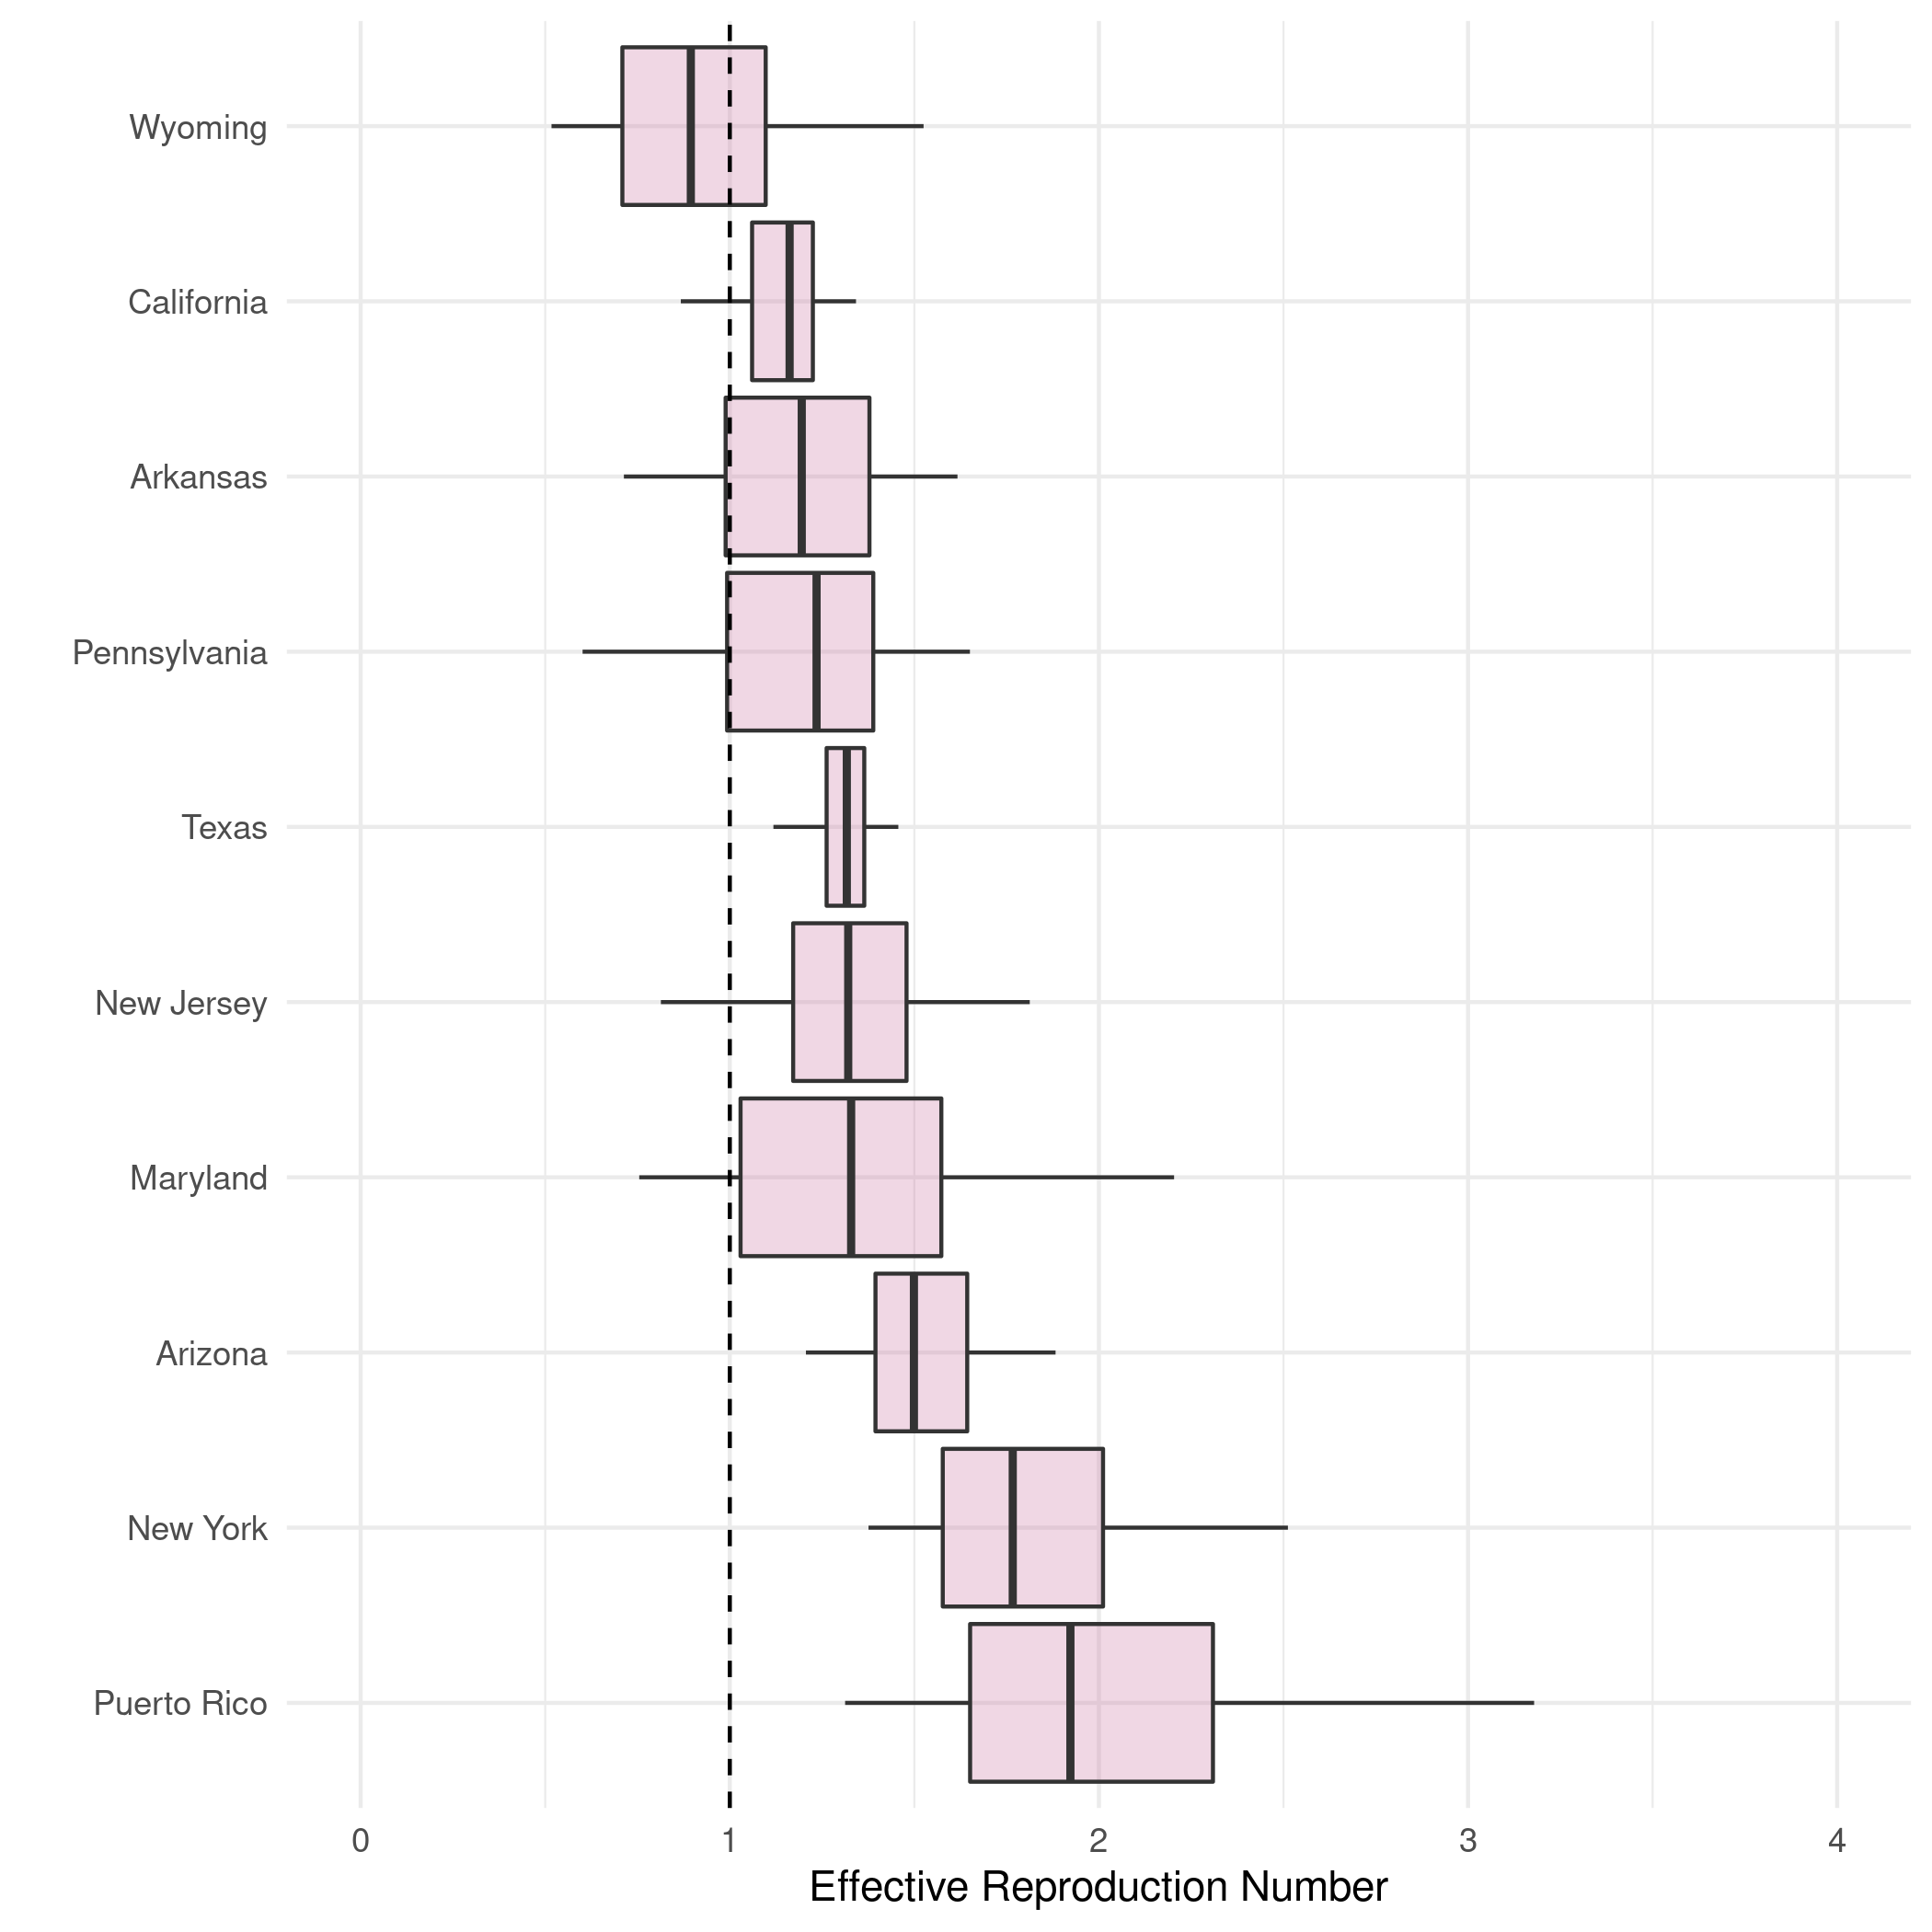 Wyoming
California
Arkansas
Pennsylvania
Texas
New Jersey
Maryland
Arizona
New York
Puerto Rico
0 1 2 3 4
Effective Reproduction Number